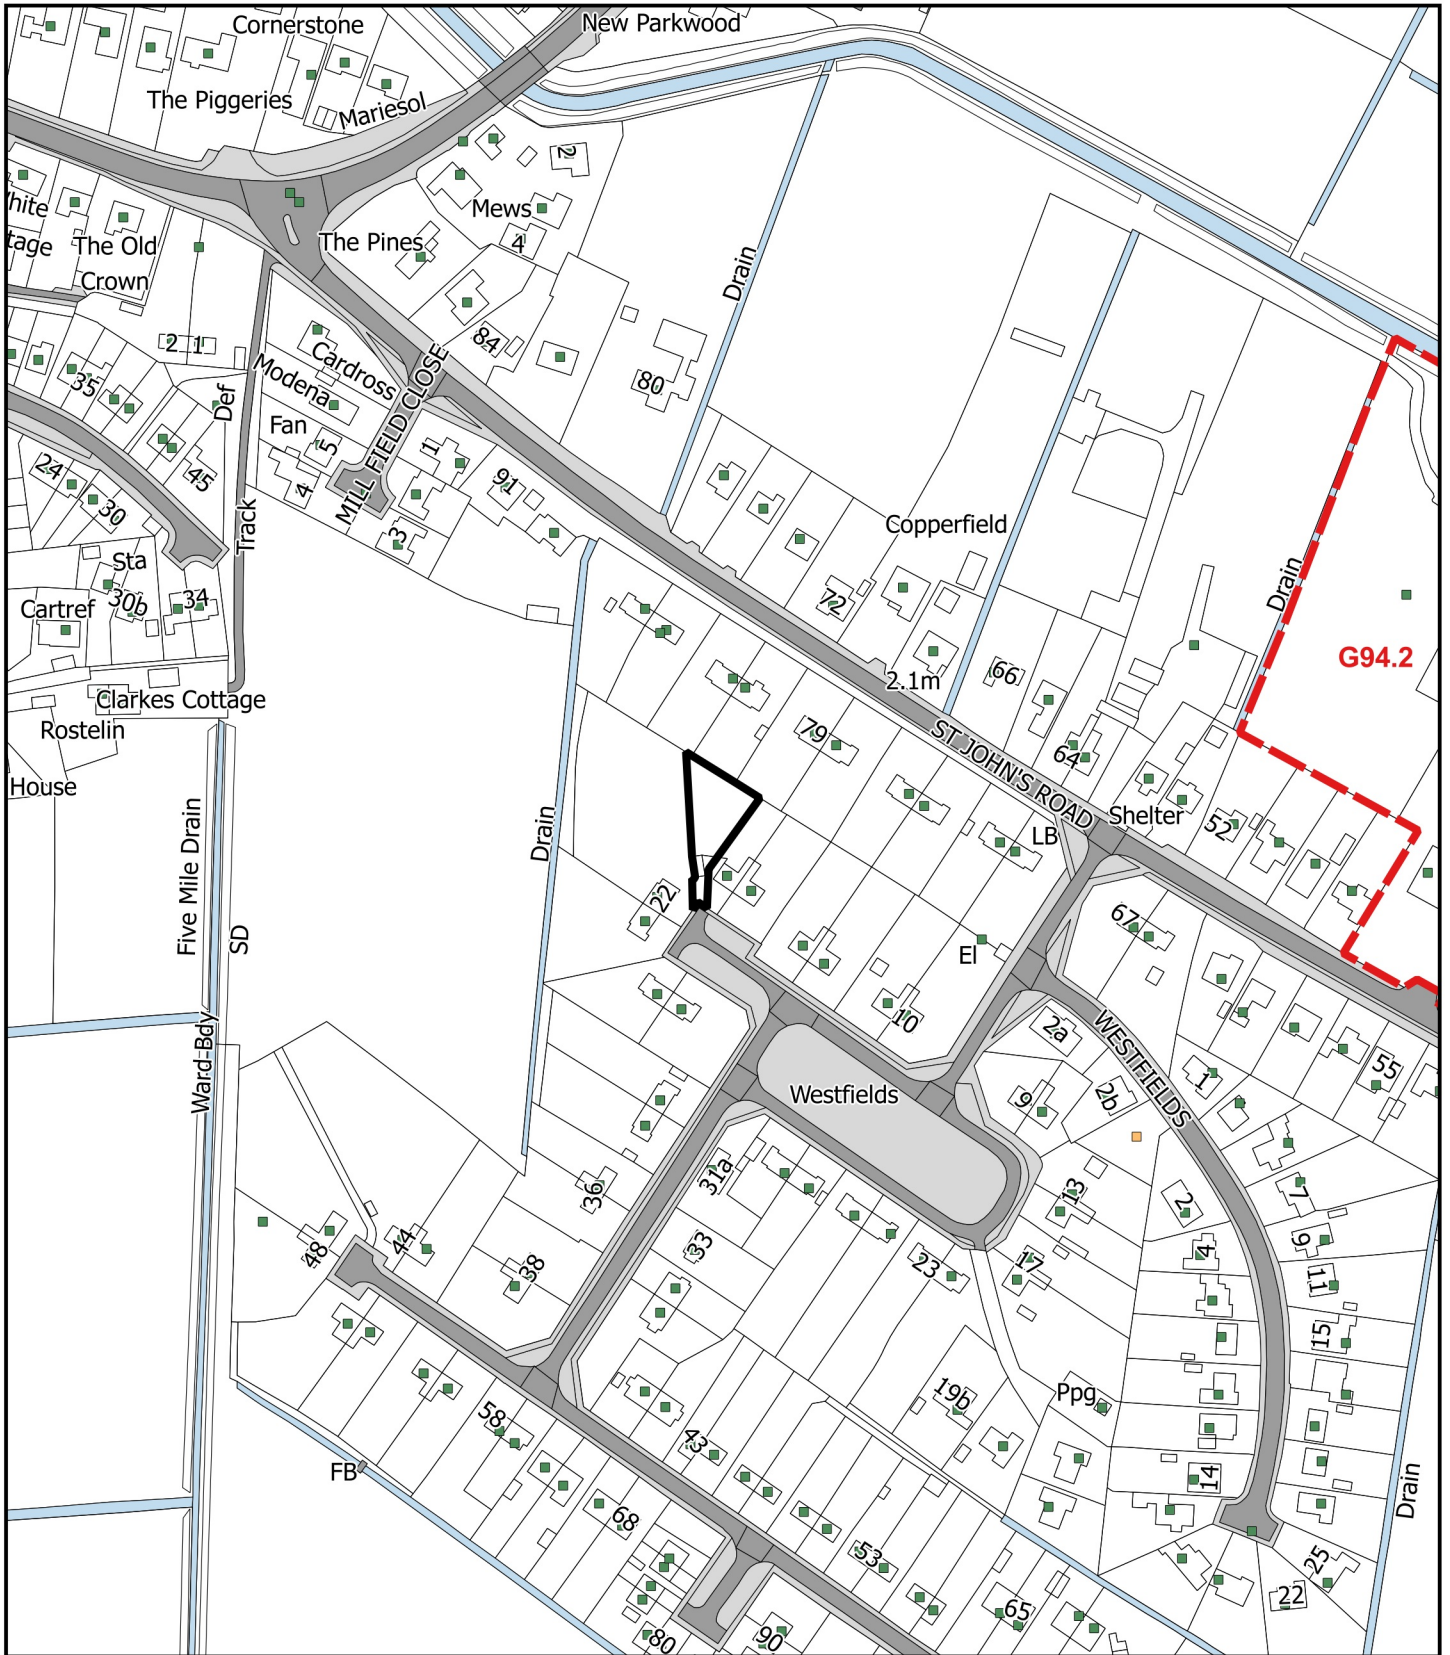 New Parkwood
Cornerstone
The Piggeries
Mariesol
2
Mews
4
The Pines
hite
tage
The Old
Crown
Drain
2 1
84
80
35
Def
Cardross
Modena
MILL FIELD CLOSE
Fan
5
4
1
3
91
24
30
45
Track
Sta
30b
34
Cartref
Clarkes Cottage
Rostelin
House
Copperfield
72
2.1m
66
64
Drain
G94.2
ST JOHN'S ROAD
79
LB
Shelter
52
Five Mile Drain
SD
Drain
22
67
El
10
2a
WESTFIELDS
Westfields
9
2b
1
55
Ward Bdy
31a
36
13
2
7
9
4
11
33
23
17
48
44
38
15
19b
Ppg
58
43
14
FB
68
53
Drain
25
22
65
80
90